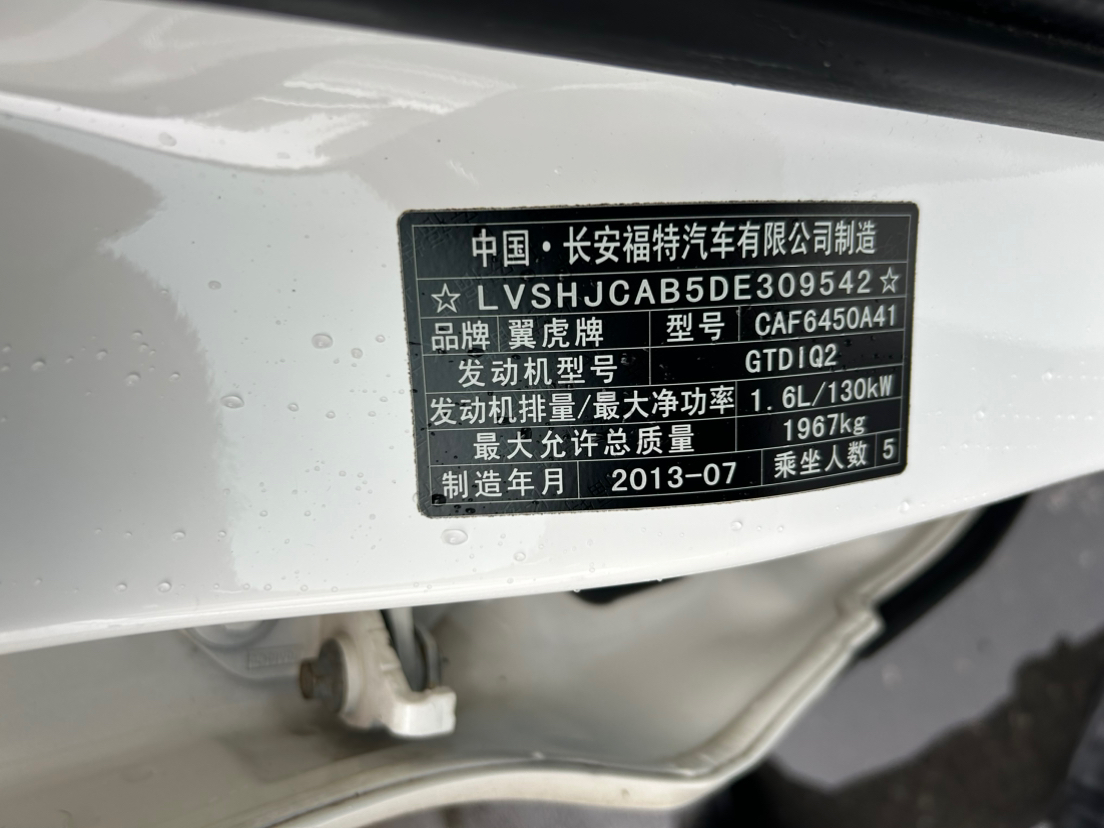 中国·长安福特汽车有限公司制造
☆ LVSHJCAB5DE309542 ☆
品牌 翼虎牌 型号 CAF6450A41
发动机型号 GTDIQ2
发动机排量/最大净功率 1.6L/130kW
最大允许总质量 1967kg
制造年月 2013-07 乘坐人数 5